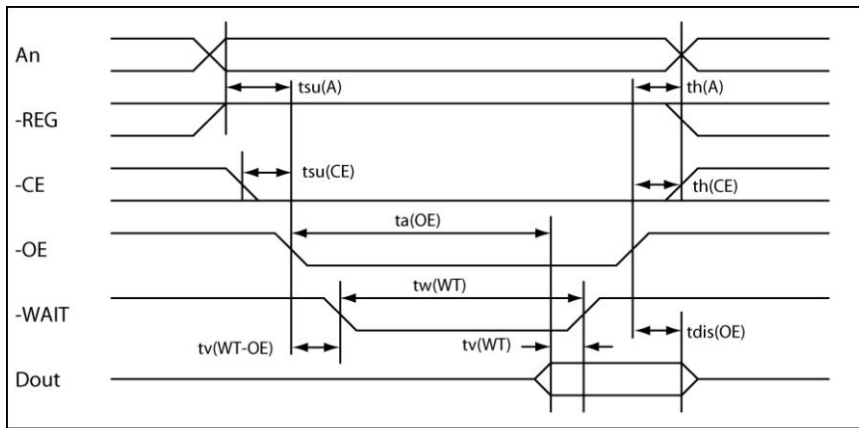 An
tsu(A)
th(A)
-REG
-CE
tsu(CE)
th(CE)
ta(OE)
-OE
tw(WT)
-WAIT
tv(WT-OE)
tv(WT)
tdis(OE)
Dout